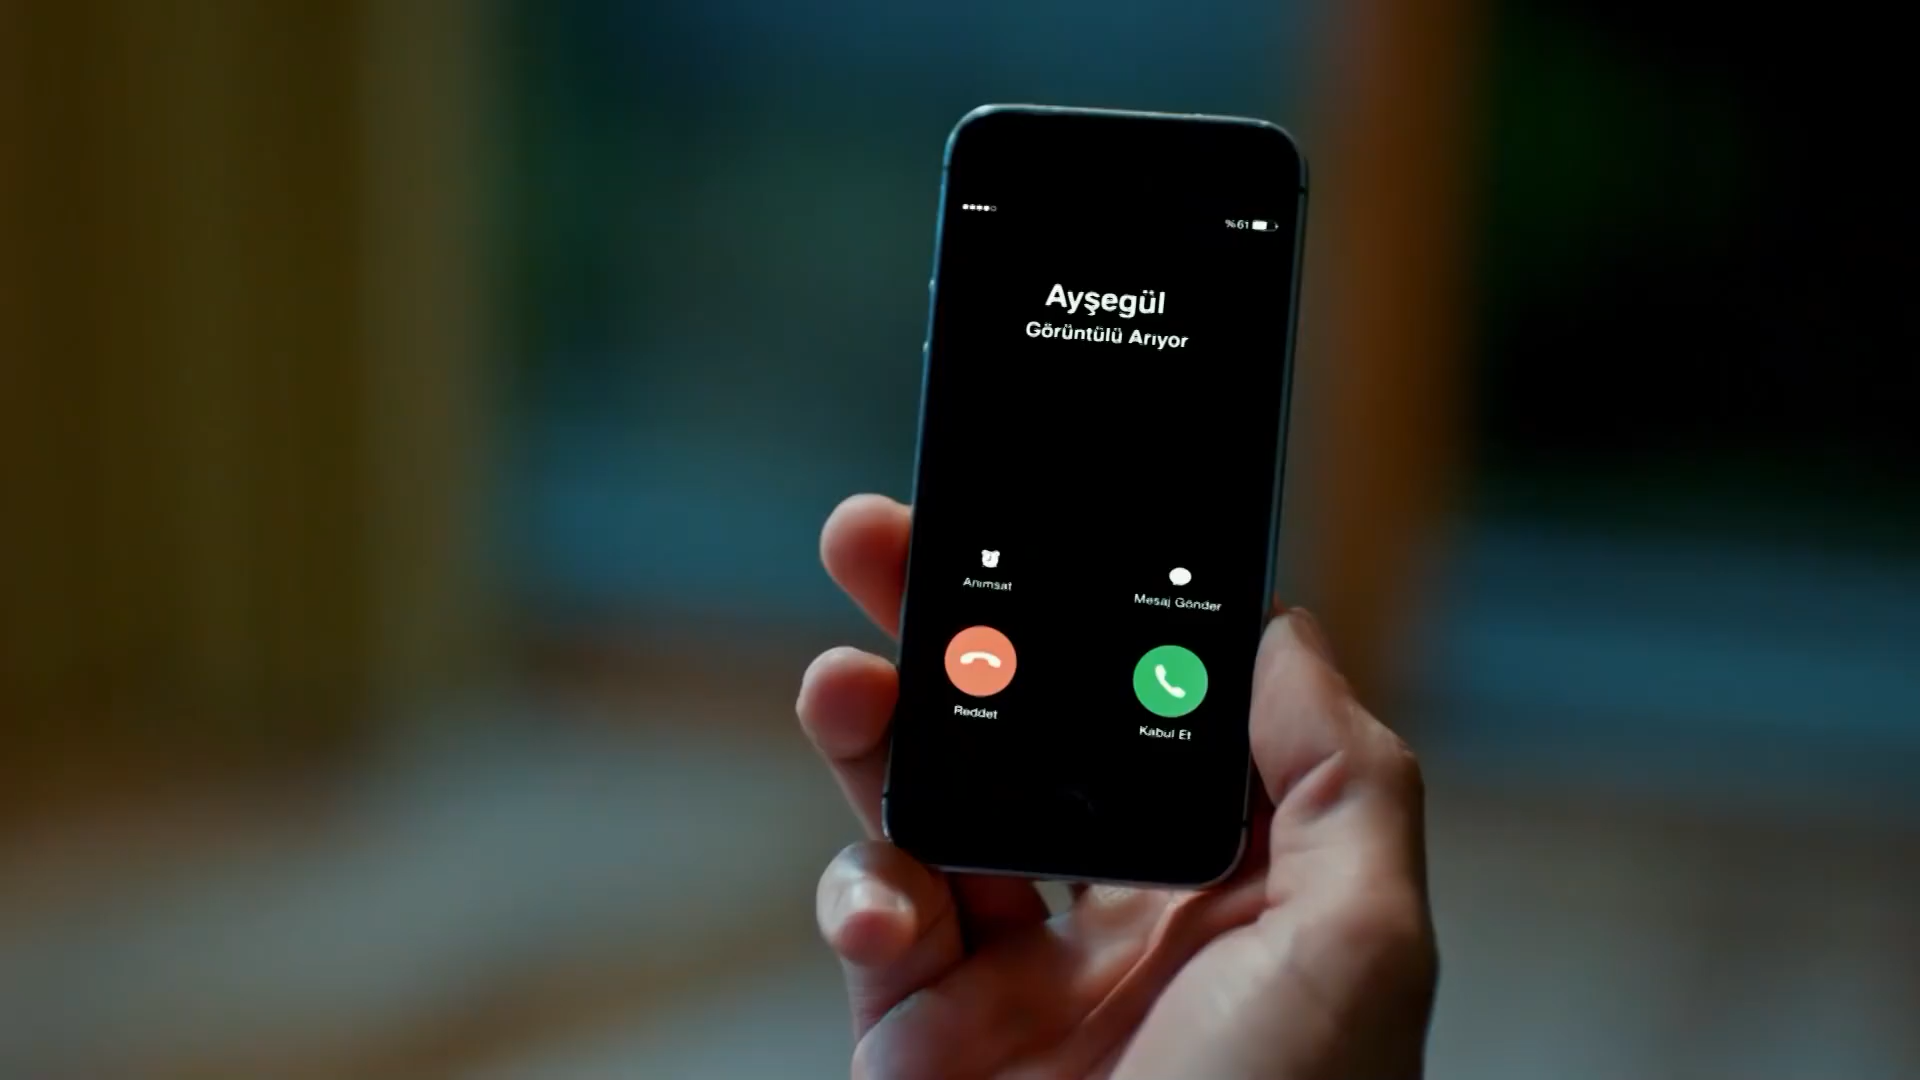 %61
Ayşegül
Görüntülü Arıyor
Anımsat
Mesaj Gönder
Reddet
Kabul Et